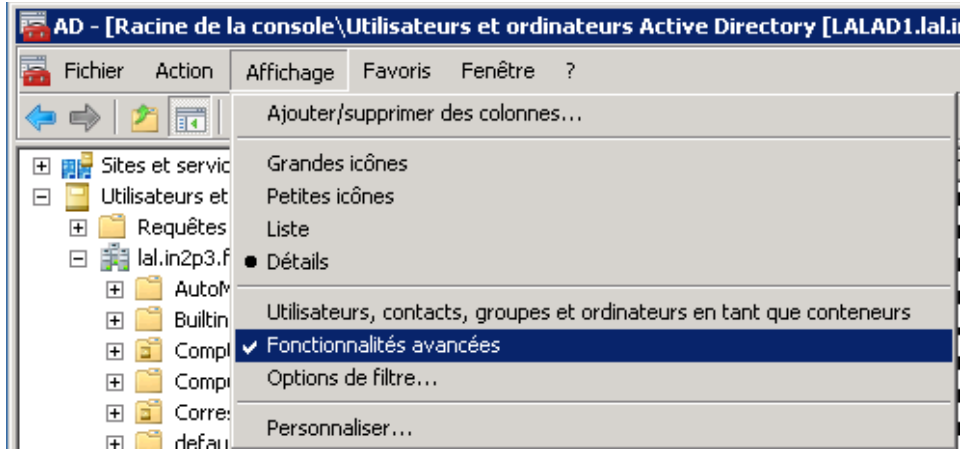 AD - [Racine de la console\Utilisateurs et ordinateurs Active Directory [LALAD1.lal.i
Fichier Action Affichage Favoris Fenêtre ?
Ajouter/supprimer des colonnes...
Sites et servic
Grandes icônes
Utilisateurs et
Petites icônes
Requêtes
Liste
lal.in2p3.f
Détails
AutoM
Builtin
Utilisateurs, contacts, groupes et ordinateurs en tant que conteneurs
Comp
Fonctionnalités avancées
Comp
Options de filtre...
Corres
defau
Personnaliser...